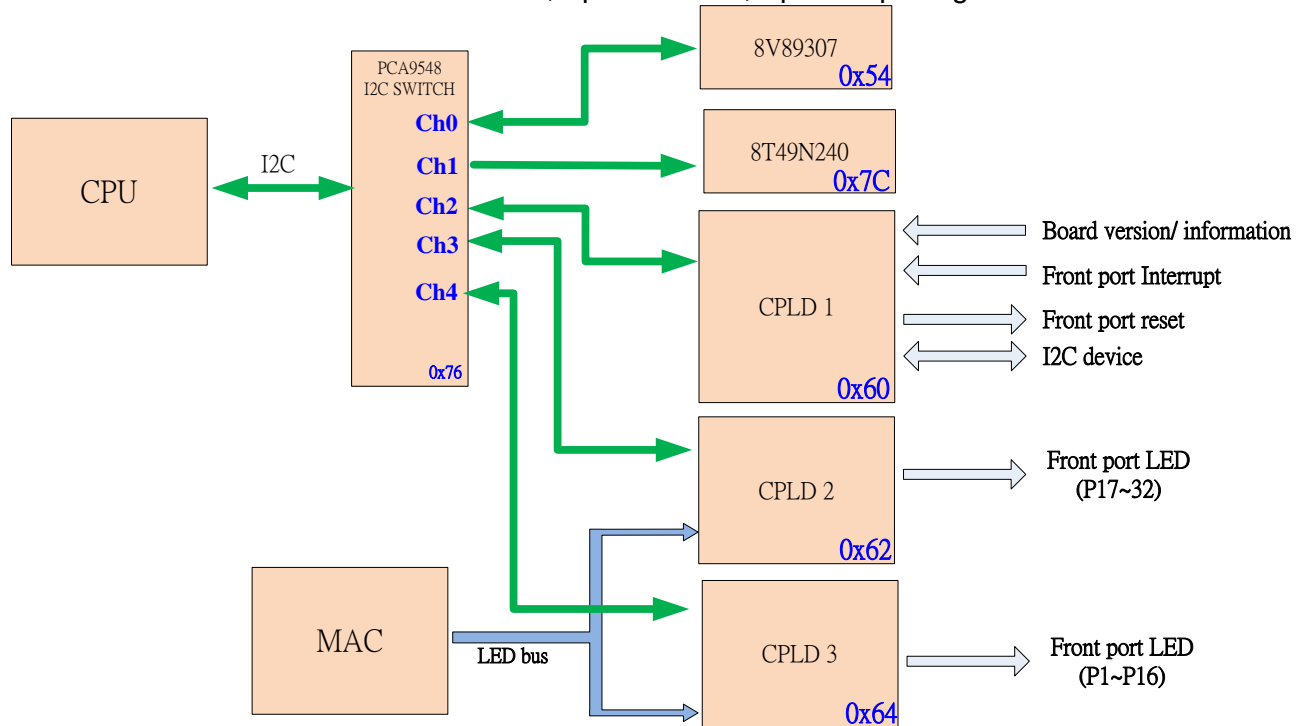 8V89307
0x54
PCA9548
I2C SWITCH
Ch0
Ch1
Ch2
Ch3
Ch4
0x76
CPU
I2C
8T49N240
0x7C
CPLD 1
0x60
Board version/ information
Front port Interrupt
Front port reset
I2C device
CPLD 2
0x62
Front port LED
(P17~32)
MAC
LED bus
CPLD 3
0x64
Front port LED
(P1~P16)